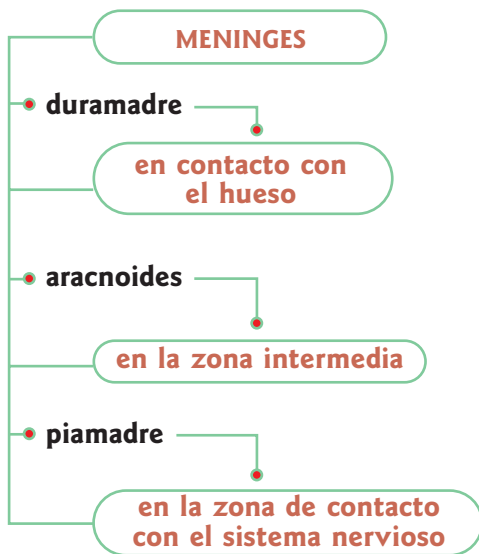 MENINGES
duramadre
en contacto con
el hueso
aracnoides
en la zona intermedia
piamadre
en la zona de contacto
con el sistema nervioso